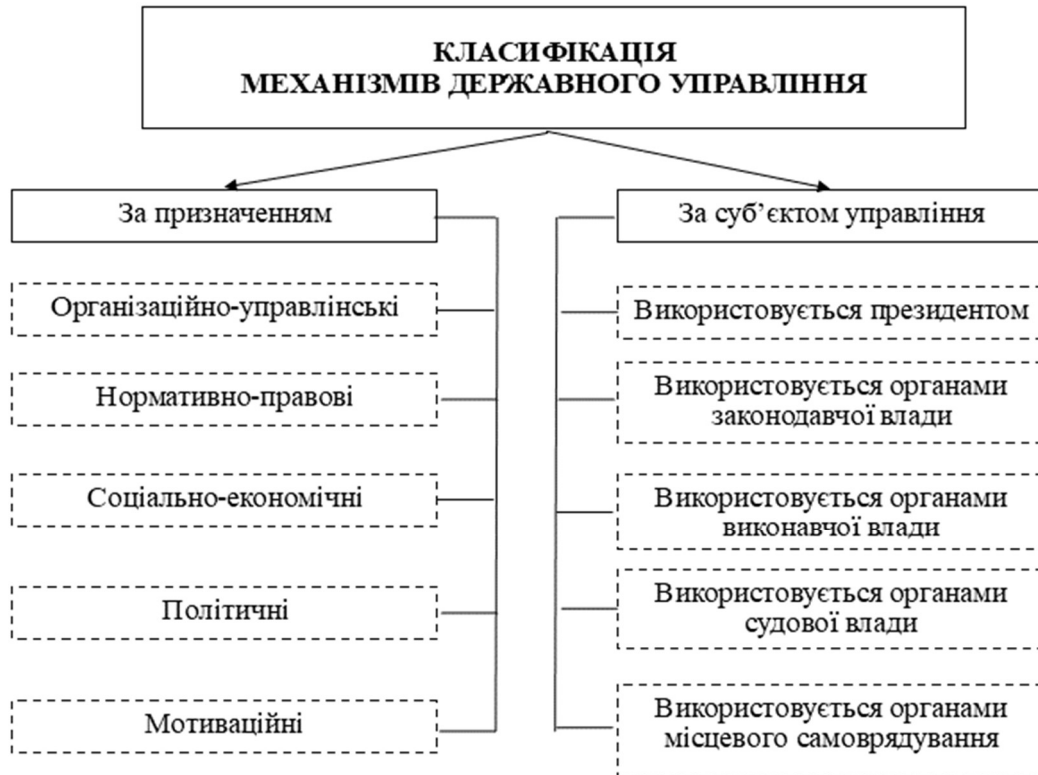 КЛАСИФІКАЦІЯ
МЕХАНІЗМІВ ДЕРЖАВНОГО УПРАВЛІННЯ
За призначенням
Організаційно-управлінські
Нормативно-правові
Соціально-економічні
Політичні
Мотиваційні
За суб’єктом управління
Використовується президентом
Використовується органами
законодавчої влади
Використовується органами
виконавчої влади
Використовується органами
судової влади
Використовується органами
місцевого самоврядування